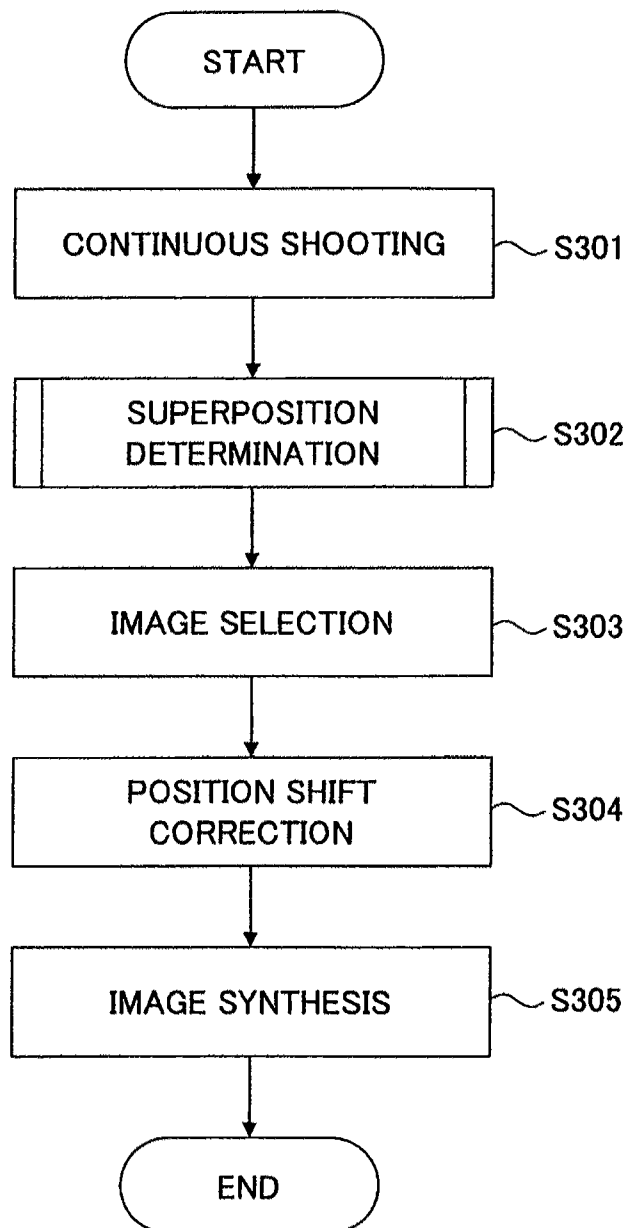 START
CONTINUOUS SHOOTING
S301
SUPERPOSITION
DETERMINATION
S302
IMAGE SELECTION
S303
POSITION SHIFT
CORRECTION
S304
IMAGE SYNTHESIS
S305
END